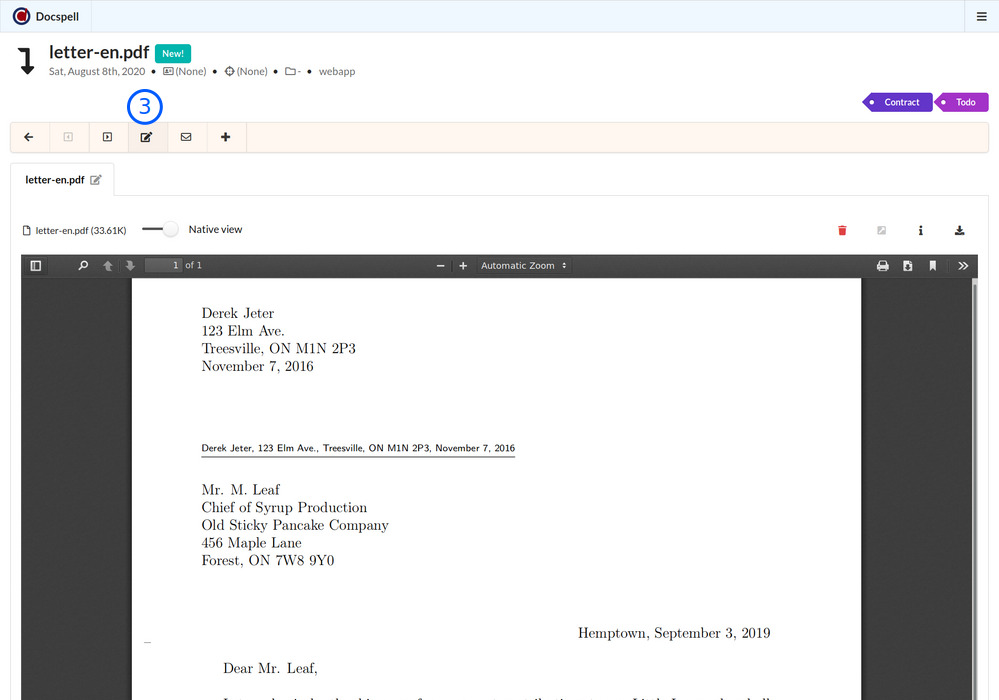 Docspell
letter-en.pdf New!
Sat, August 8th, 2020 • (None) • (None) • - • webapp
3
Contract Todo
letter-en.pdf
letter-en.pdf (33.61K) Native view
1 of 1 Automatic Zoom
Derek Jeter
123 Elm Ave.
Treesville, ON M1N 2P3
November 7, 2016
Derek Jeter, 123 Elm Ave., Treesville, ON M1N 2P3, November 7, 2016
Mr. M. Leaf
Chief of Syrup Production
Old Sticky Pancake Company
456 Maple Lane
Forest, ON 7W8 9Y0
Hemptown, September 3, 2019
Dear Mr. Leaf,